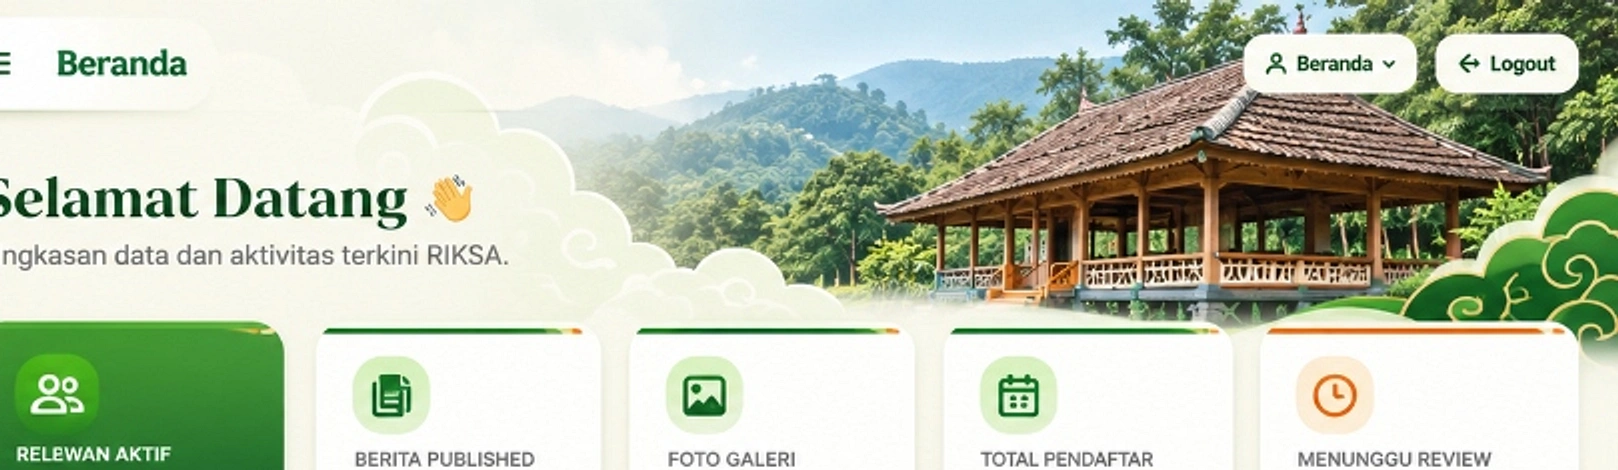 Beranda
Beranda
Logout
Selamat Datang 👋
ngkasan data dan aktivitas terkini RIKSA.
RELEWAN AKTIF
BERITA PUBLISHED
FOTO GALERI
TOTAL PENDAFTAR
MENUNGGU REVIEW